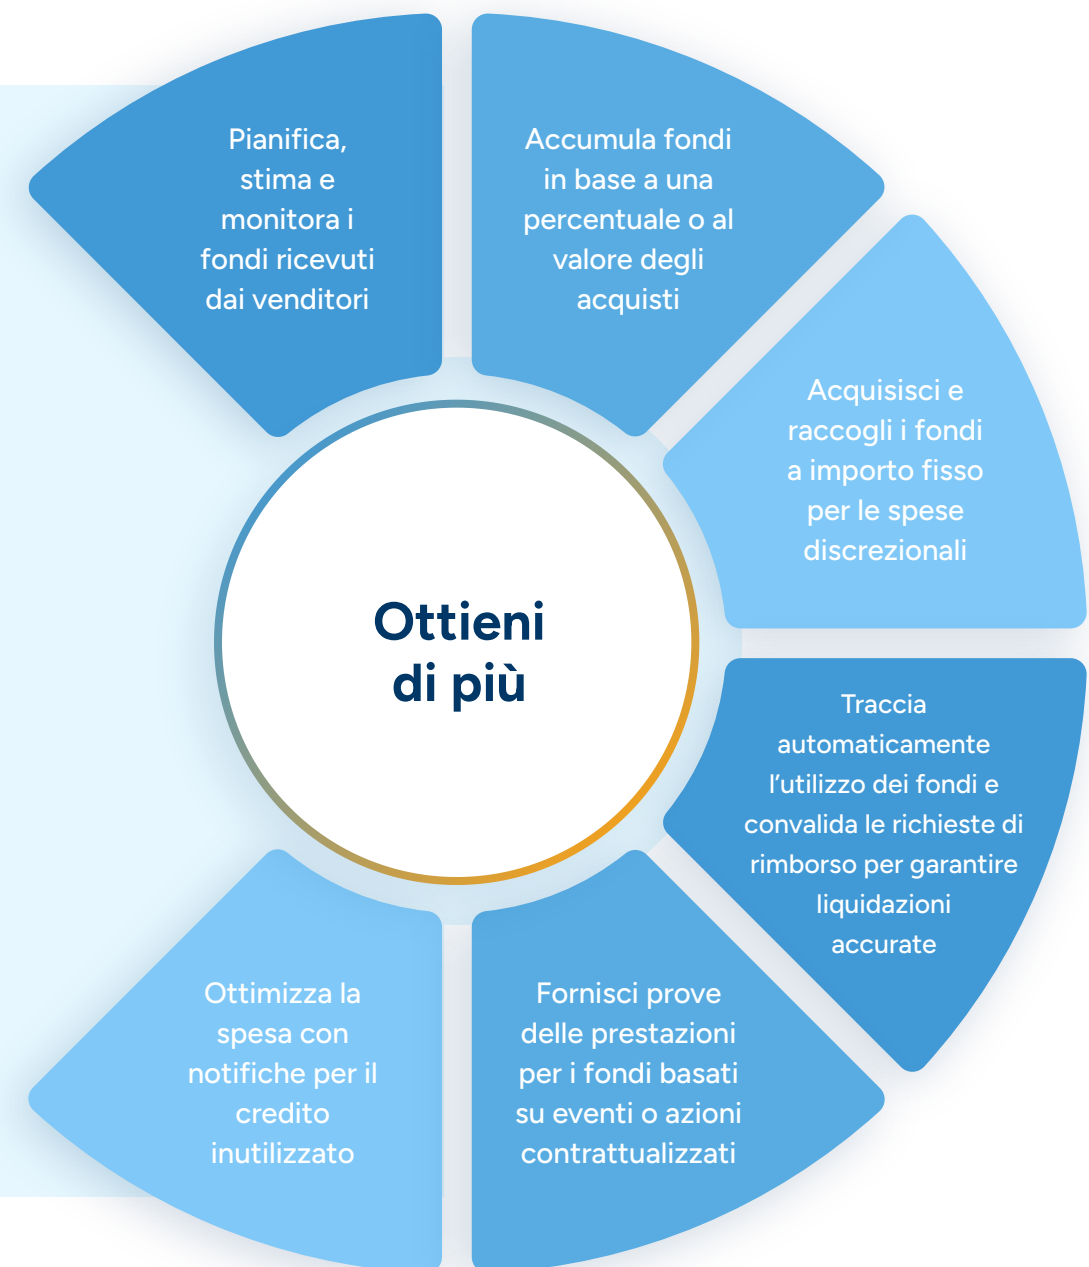 Pianifica,
stima e
monitora i
fondi ricevuti
dai venditori
Accumula fondi
in base a una
percentuale o al
valore degli
acquisti
Acquisisci e
raccogli i fondi
a importo fisso
per le spese
discrezionali
Traccia
automaticamente
l’utilizzo dei fondi e
convalida le richieste di
rimborso per garantire
liquidazioni
accurate
Fornisci prove
delle prestazioni
per i fondi basati
su eventi o azioni
contrattualizzati
Ottimizza la
spesa con
notifiche per il
credito
inutilizzato
Ottieni
di più